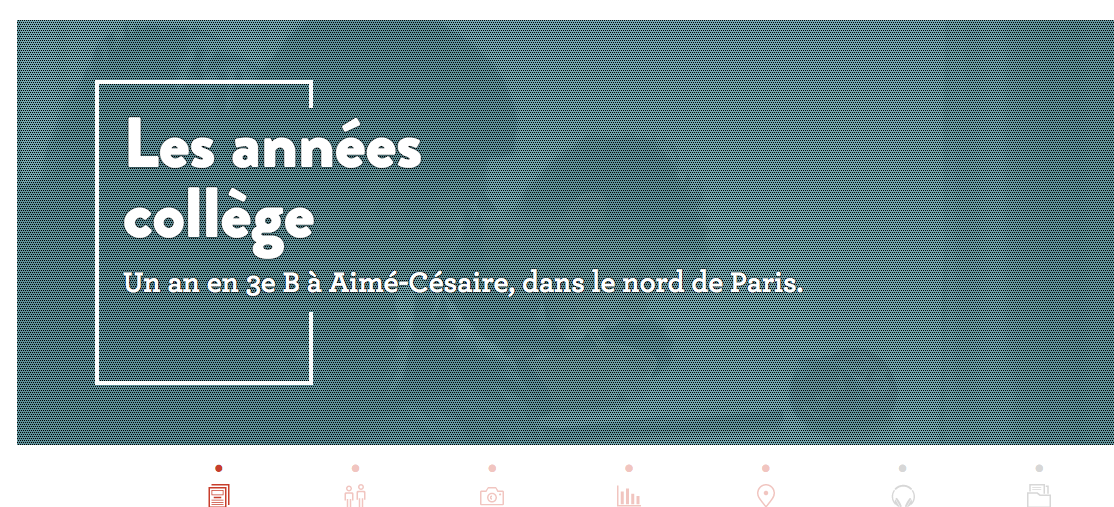 Les années
collège
Un an en 3e B à Aimé-Césaire, dans le nord de Paris.